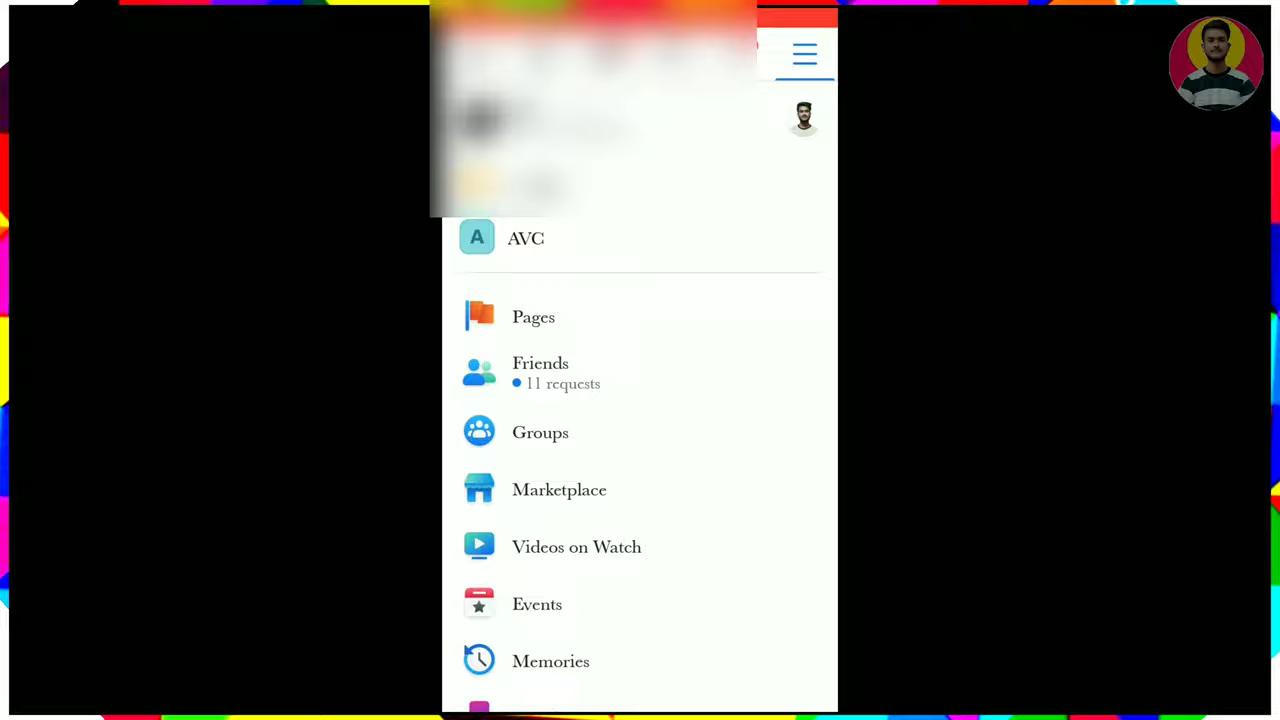 A AVC
Pages
Friends
11 requests
Groups
Marketplace
Videos on Watch
Events
Memories